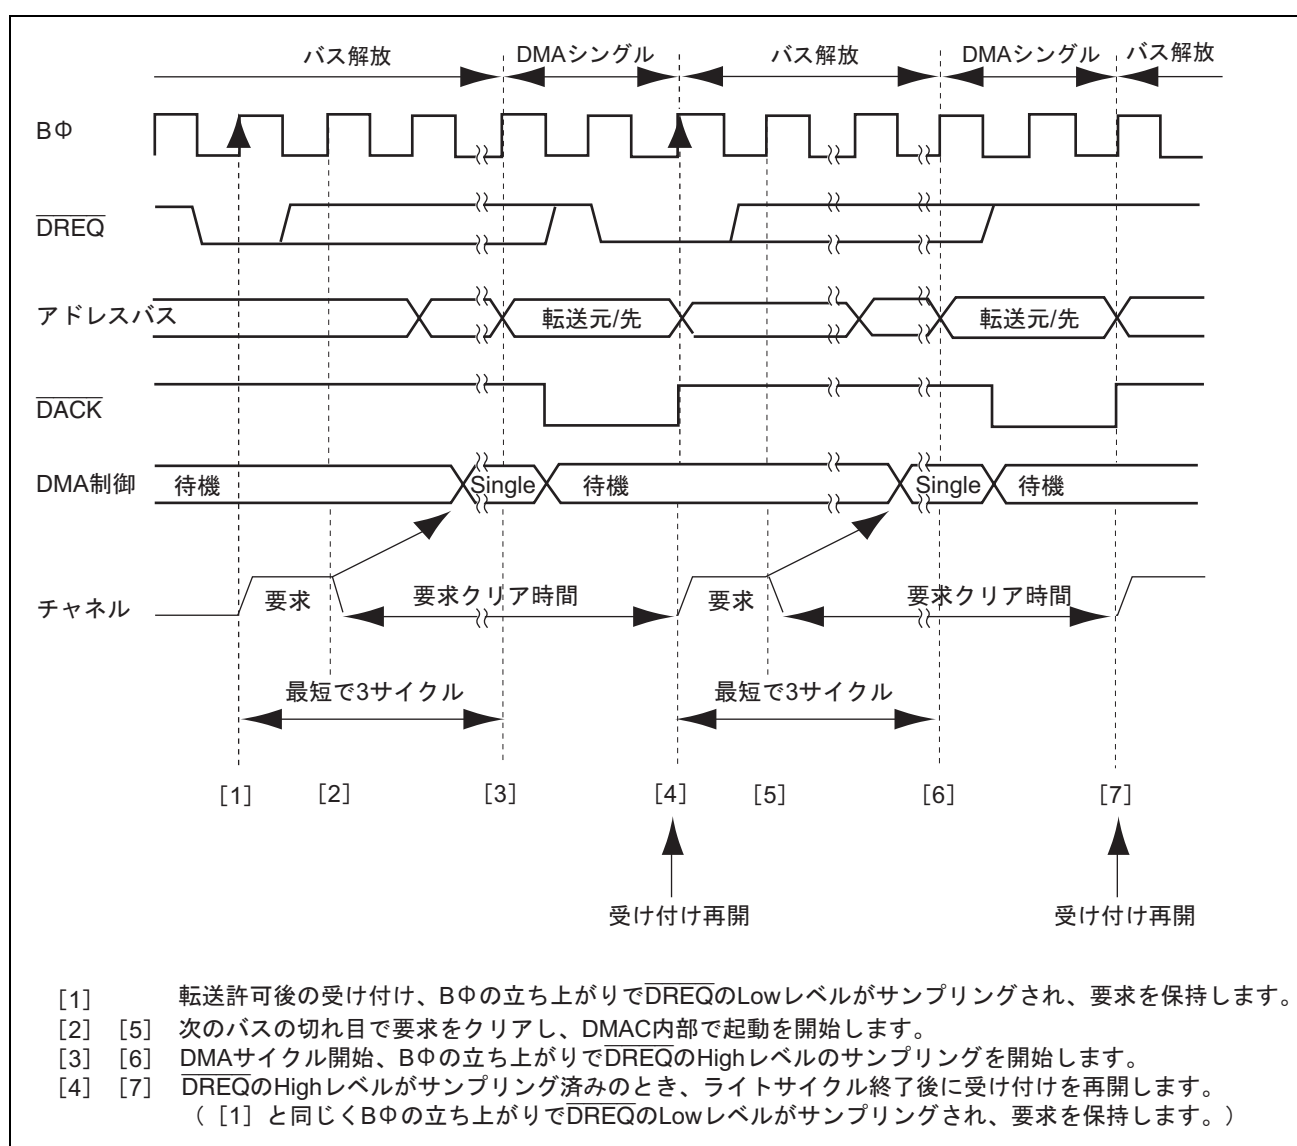 バス解放 DMAシングル バス解放 DMAシングル バス解放
BΦ
DREQ
アドレスバス 転送元/先 転送元/先
DACK
DMA制御 待機 Single 待機 Single 待機
チャネル 要求 要求クリア時間 要求 要求クリア時間
最短で3サイクル 最短で3サイクル
[1] [2] [3] [4] [5] [6] [7]
受け付け再開 受け付け再開
[1] 転送許可後の受け付け、BΦの立ち上がりでDREQのLowレベルがサンプリングされ、要求を保持します。
[2] [5] 次のバスの切れ目で要求をクリアし、DMAC内部で起動を開始します。
[3] [6] DMAサイクル開始、BΦの立ち上がりでDREQのHighレベルのサンプリングを開始します。
[4] [7] DREQのHighレベルがサンプリング済みのとき、ライトサイクル終了後に受け付けを再開します。
([1]と同じくBΦの立ち上がりでDREQのLowレベルがサンプリングされ、要求を保持します。)